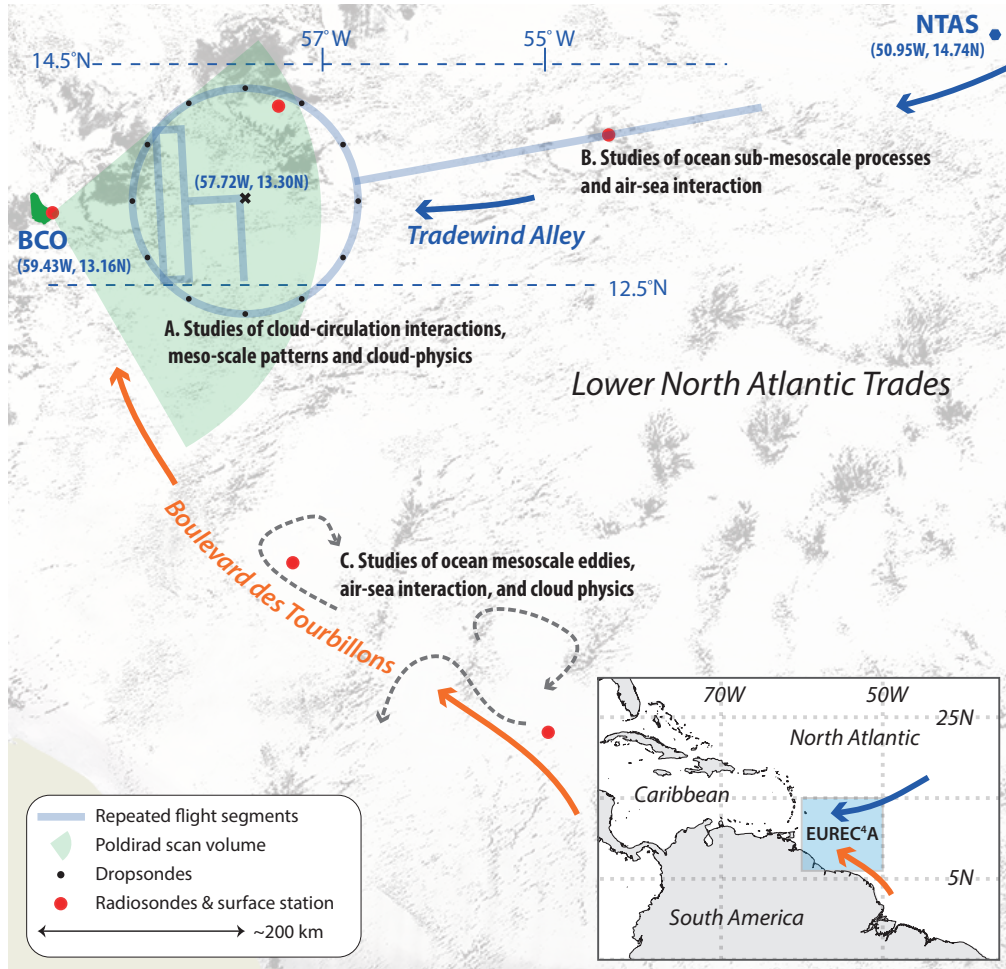 57°W
55°W
NTAS
(50.95W, 14.74N)
14.5°N
B. Studies of ocean sub-mesoscale processes
and air-sea interaction
(57.72W, 13.30N)
Tradewind Alley
BCO
(59.43W, 13.16N)
12.5°N
A. Studies of cloud-circulation interactions,
meso-scale patterns and cloud-physics
Lower North Atlantic Trades
Boulevard des Tourbillons
C. Studies of ocean mesoscale eddies,
air-sea interaction, and cloud physics
70W
50W
25N
North Atlantic
Caribbean
EUREC⁴A
5N
South America
Repeated flight segments
Poldirad scan volume
Dropsondes
Radiosondes & surface station
~200 km